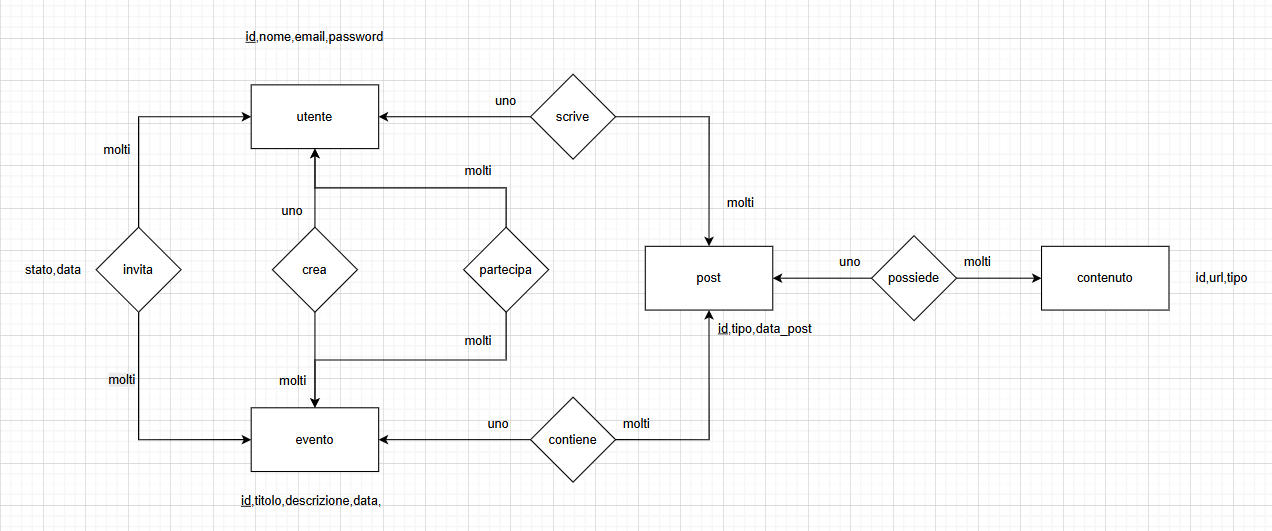 id,nome,email,password
uno
utente
scrive
molti
molti
molti
uno
stato,data
invita
crea
partecipa
uno
molti
post
possiede
contenuto
id,url,tipo
id,tipo,data_post
molti
molti
molti
uno
molti
evento
contiene
id,titolo,descrizione,data,